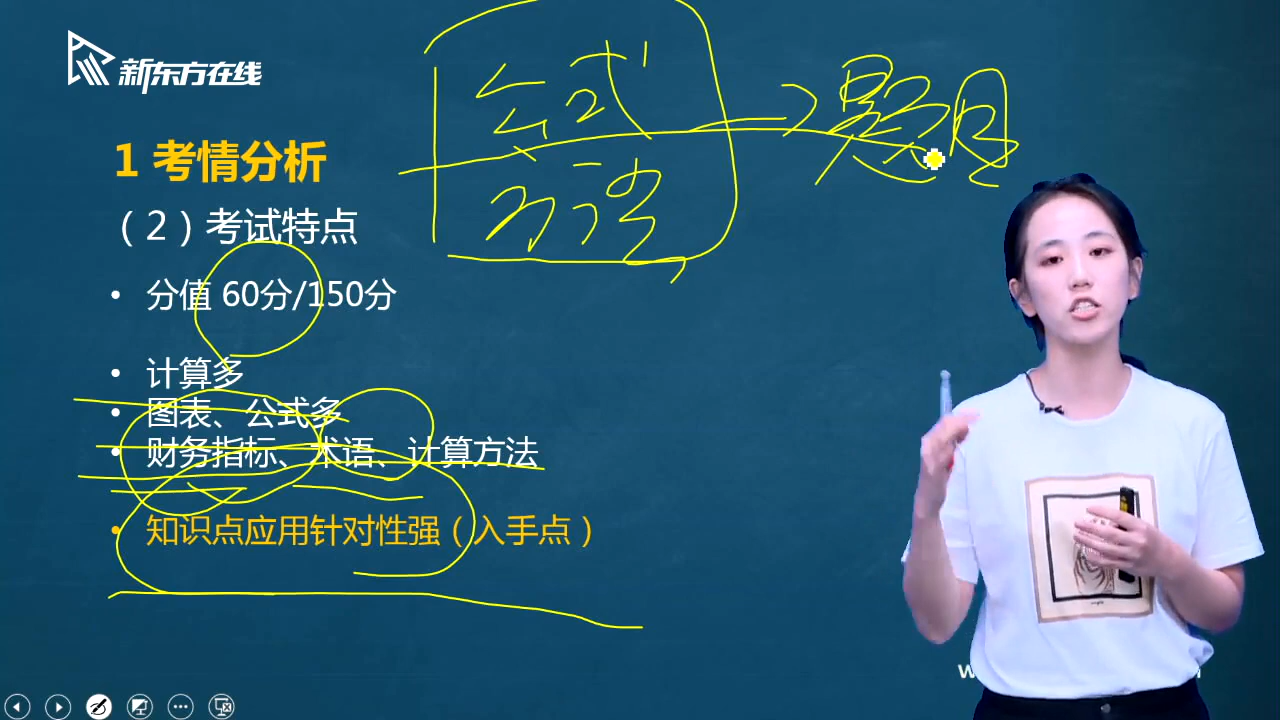 新东方在线
公式
方法
题目
1 考情分析
（2）考试特点
• 分值 60分/150分
• 计算多
• 图表、公式多
• 财务指标、术语、计算方法
• 知识点应用针对性强（入手点）